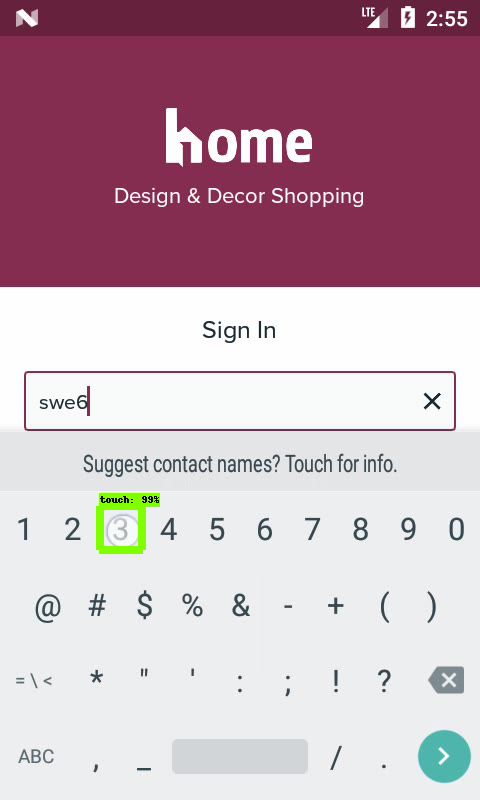 LTE 2:55
home
Design & Decor Shopping
Sign In
swe6
Suggest contact names? Touch for info.
touch: 99%
1 2 3 4 5 6 7 8 9 0
@ # $ % & - + ( )
= \ < * " ' : ; ! ?
ABC , _ / .